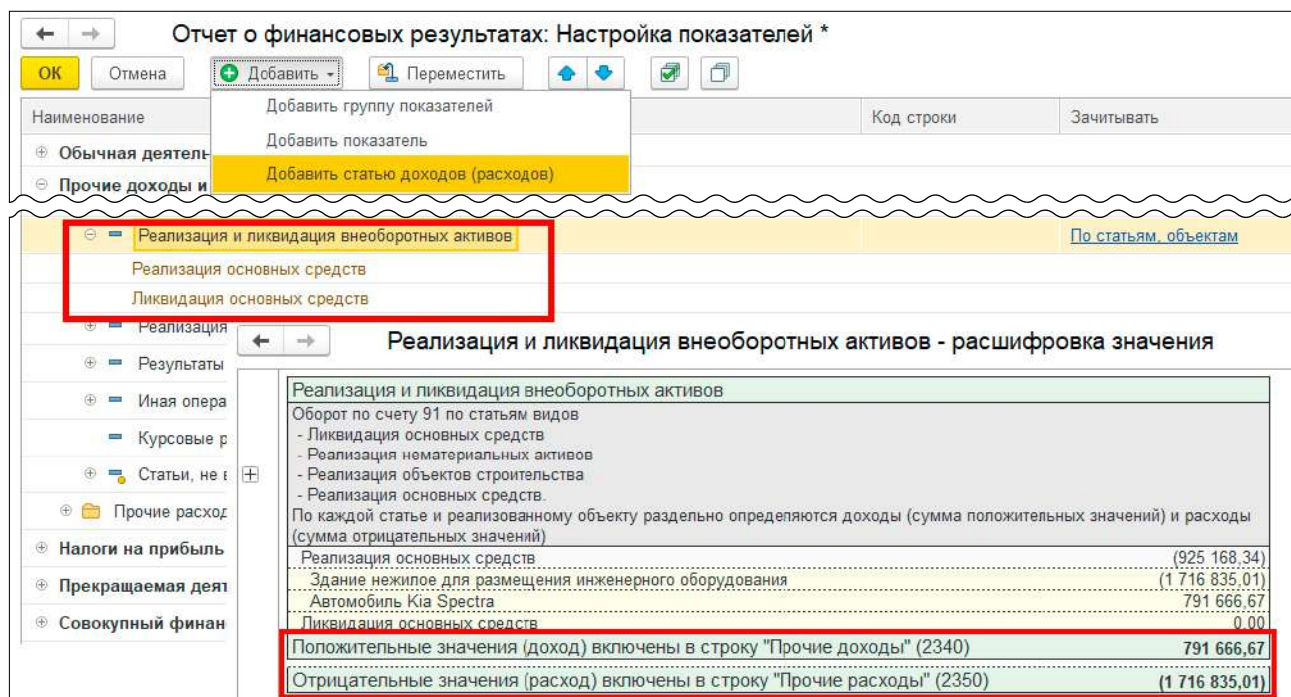 Отчет о финансовых результатах: Настройка показателей *
ОК Отмена Добавить Переместить
Добавить группу показателей
Добавить показатель
Добавить статью доходов (расходов)
Наименование Код строки Зачитывать
Обычная деятель
Прочие доходы и
Реализация и ликвидация внеоборотных активов По статьям, объектам
Реализация основных средств
Ликвидация основных средств
Реализация
Результаты
Иная опера
Курсовые р
Статьи, не в
Прочие расход
Налоги на прибыль
Прекращаемая деят
Совокупный финан
Реализация и ликвидация внеоборотных активов - расшифровка значения
Реализация и ликвидация внеоборотных активов
Оборот по счету 91 по статьям видов
- Ликвидация основных средств
- Реализация нематериальных активов
- Реализация объектов строительства
- Реализация основных средств.
По каждой статье и реализованному объекту раздельно определяются доходы (сумма положительных значений) и расходы
(сумма отрицательных значений)
Реализация основных средств (925 168,34)
Здание нежилое для размещения инженерного оборудования (1 716 835,01)
Автомобиль Kia Spectra 791 666,67
Ликвидация основных средств 0,00
Положительные значения (доход) включены в строку "Прочие доходы" (2340) 791 666,67
Отрицательные значения (расход) включены в строку "Прочие расходы" (2350) (1 716 835,01)